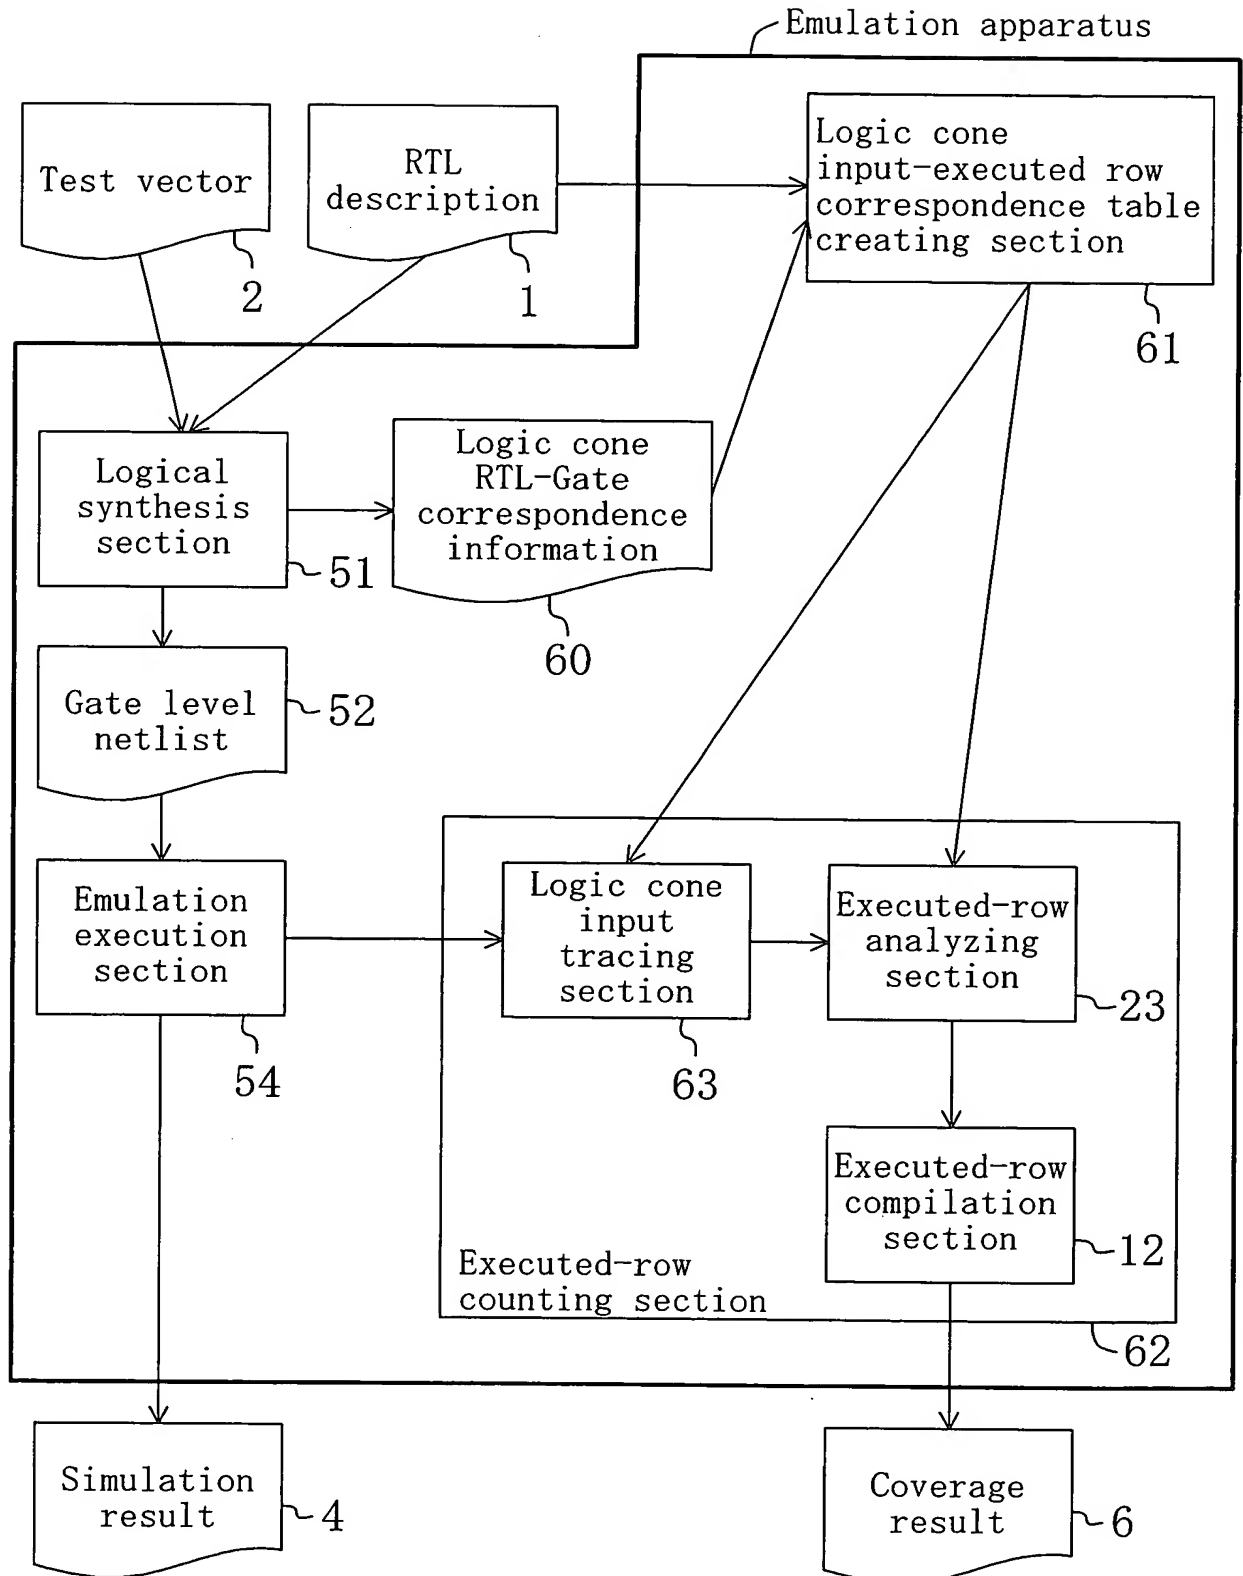 Emulation apparatus
Test vector
2
RTL
description
1
Logic cone
input-executed row
correspondence table
creating section
61
Logical
synthesis
section
51
Logic cone
RTL-Gate
correspondence
information
60
Gate level
netlist
52
Emulation
execution
section
54
Logic cone
input
tracing
section
63
Executed-row
analyzing
section
23
Executed-row
compilation
section
12
Executed-row
counting section
62
Simulation
result
4
Coverage
result
6